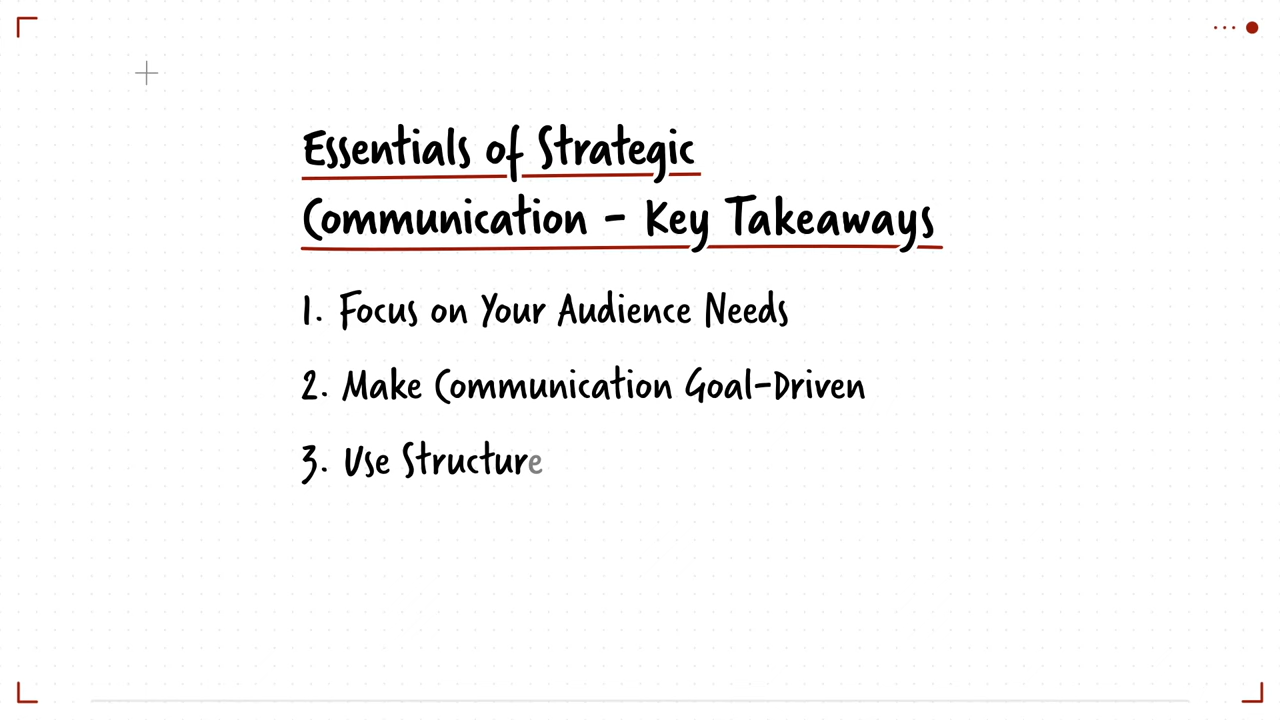 Essentials of Strategic
Communication - Key Takeaways
1. Focus on Your Audience Needs
2. Make Communication Goal-Driven
3. Use Structure